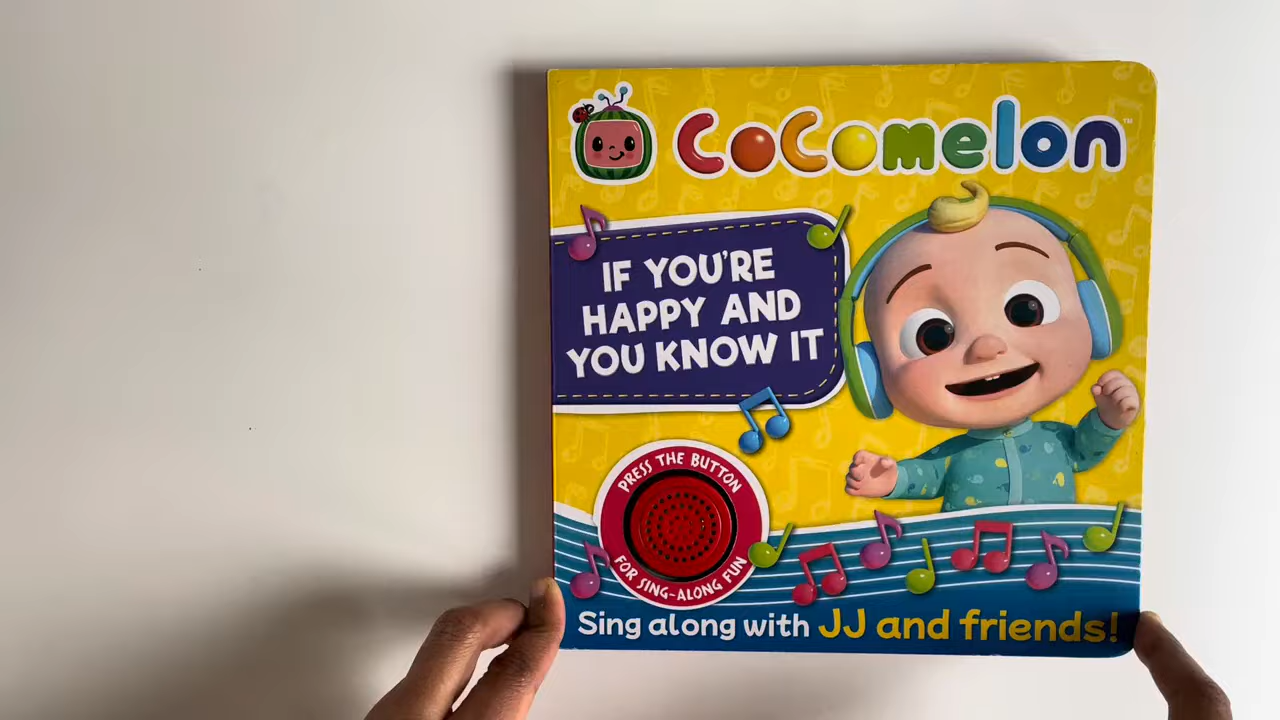 CoComelon™
IF YOU'RE
HAPPY AND
YOU KNOW IT
PRESS THE BUTTON
FOR SING-ALONG FUN
Sing along with JJ and friends!